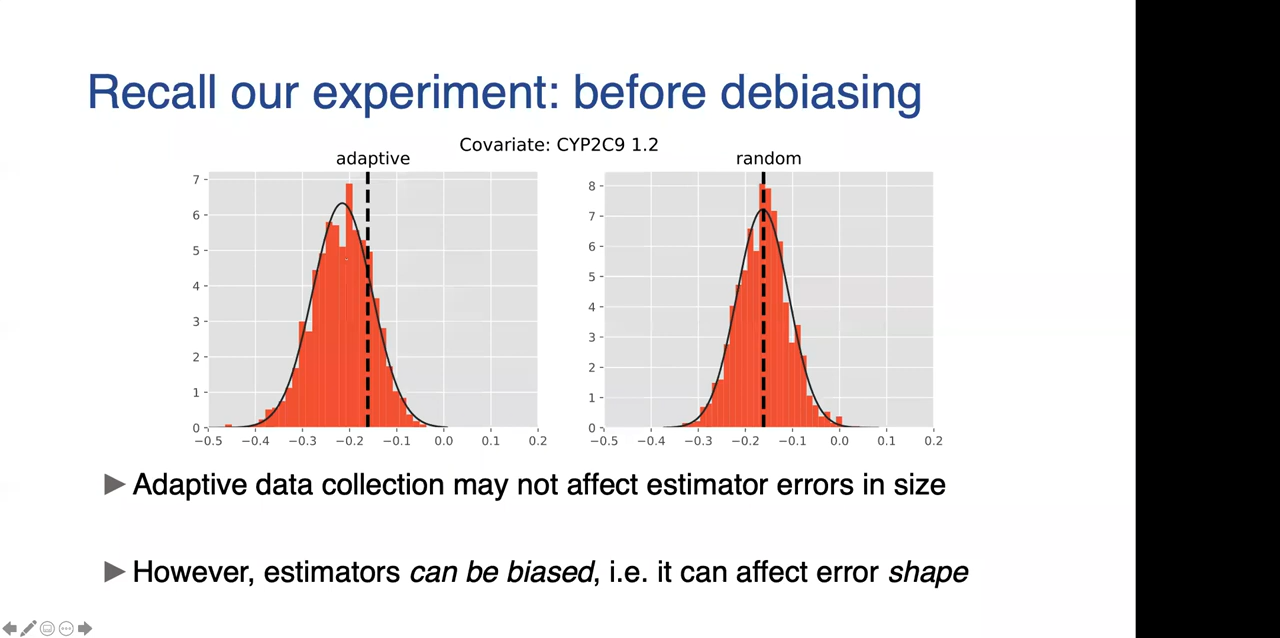 Recall our experiment: before debiasing
Covariate: CYP2C9 1.2
adaptive
7
6
5
4
3
2
1
0
−0.5 −0.4 −0.3 −0.2 −0.1 0.0 0.1 0.2
random
8
7
6
5
4
3
2
1
0
−0.5 −0.4 −0.3 −0.2 −0.1 0.0 0.1 0.2
▶ Adaptive data collection may not affect estimator errors in size
▶ However, estimators can be biased, i.e. it can affect error shape